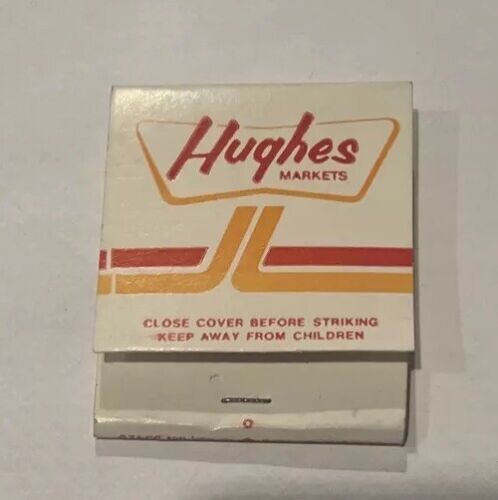 Hughes
MARKETS
CLOSE COVER BEFORE STRIKING
KEEP AWAY FROM CHILDREN